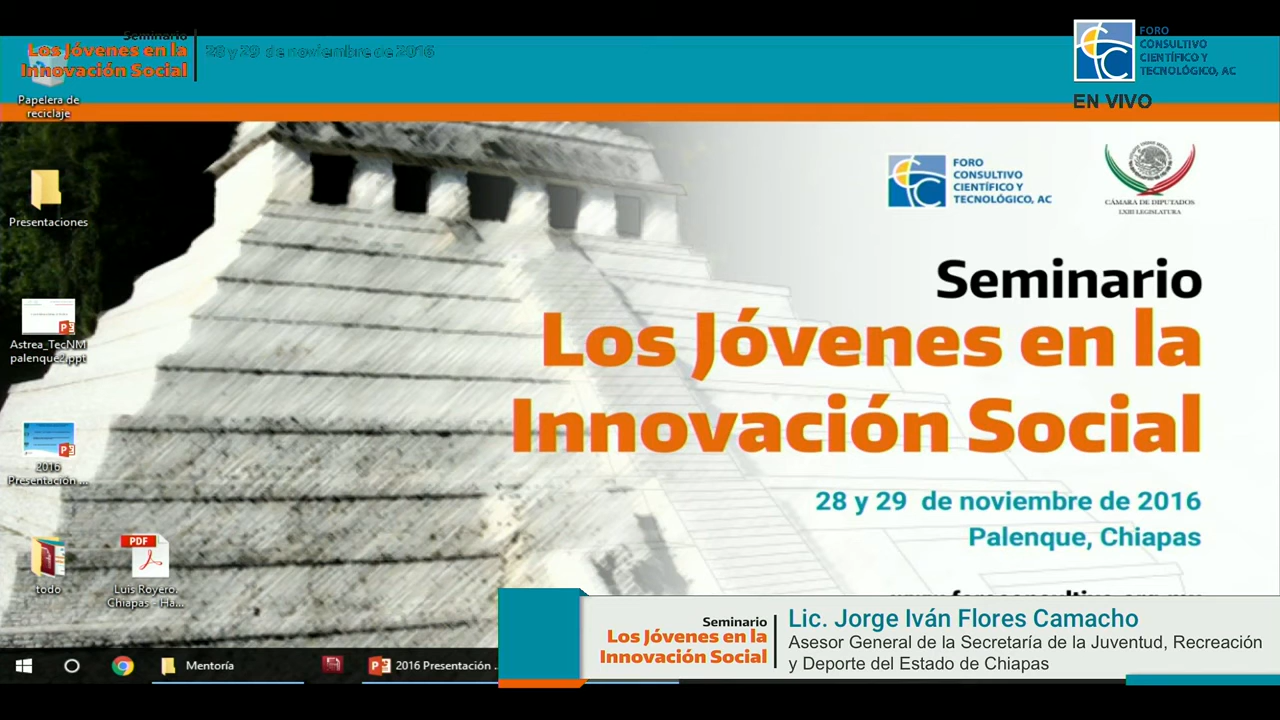 Seminario
Los Jóvenes en la
Innovación Social
28 y 29 de noviembre de 2016
FORO
CONSULTIVO
CIENTÍFICO Y
TECNOLÓGICO, AC
EN VIVO
Papelera de
reciclaje
Presentaciones
Astrea_TecNM
palenque2.ppt
2016
Presentación ...
todo
PDF
Luis Royero.
Chiapas - Ha...
FORO
CONSULTIVO
CIENTÍFICO Y
TECNOLÓGICO, AC
CÁMARA DE DIPUTADOS
LXIII LEGISLATURA
Seminario
Los Jóvenes en la
Innovación Social
28 y 29 de noviembre de 2016
Palenque, Chiapas
Seminario
Los Jóvenes en la
Innovación Social
Lic. Jorge Iván Flores Camacho
Asesor General de la Secretaría de la Juventud, Recreación
y Deporte del Estado de Chiapas
Mentoría
2016 Presentación ...